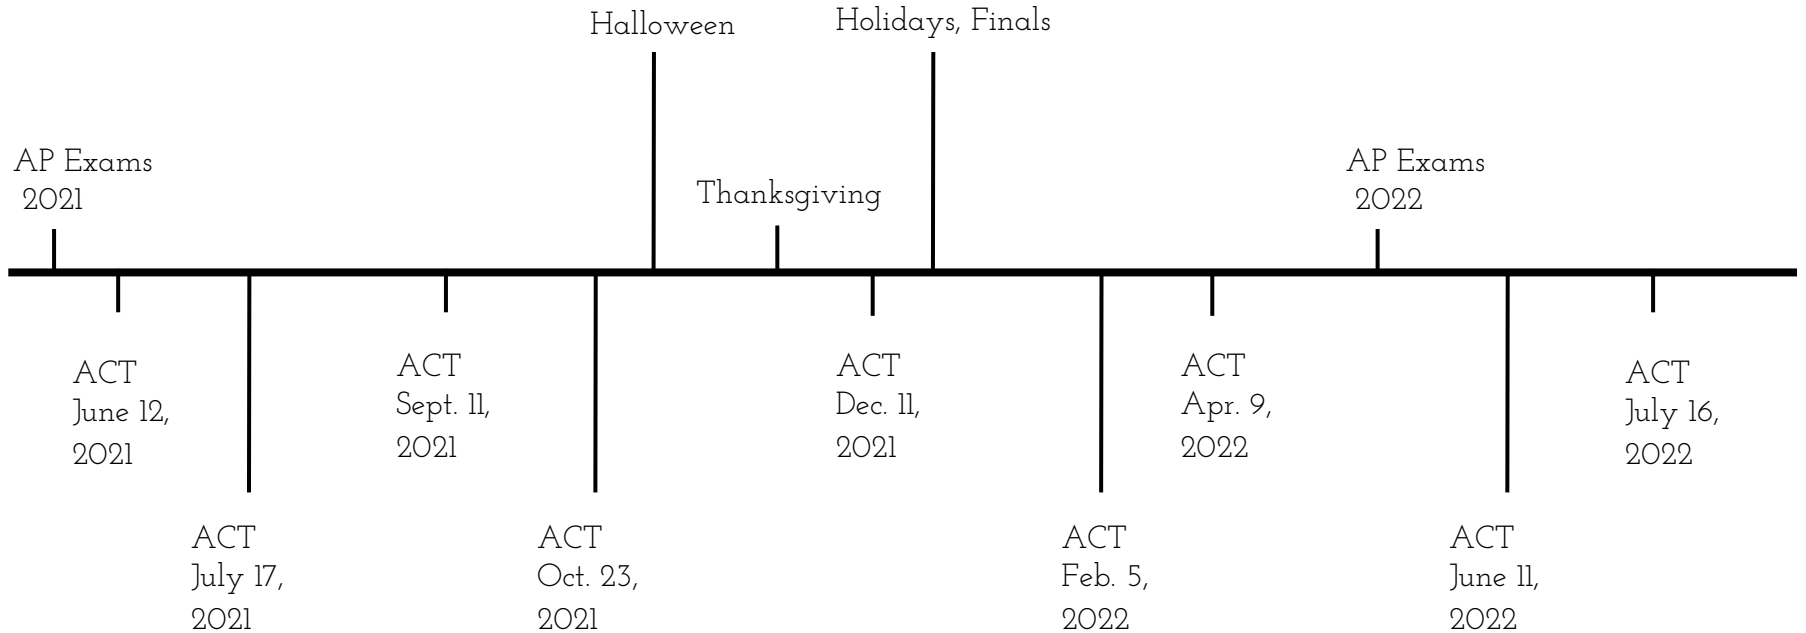 Halloween
Holidays, Finals
AP Exams
2021
Thanksgiving
AP Exams
2022
ACT
June 12,
2021
ACT
Sept. 11,
2021
ACT
Dec. 11,
2021
ACT
Apr. 9,
2022
ACT
July 16,
2022
ACT
July 17,
2021
ACT
Oct. 23,
2021
ACT
Feb. 5,
2022
ACT
June 11,
2022